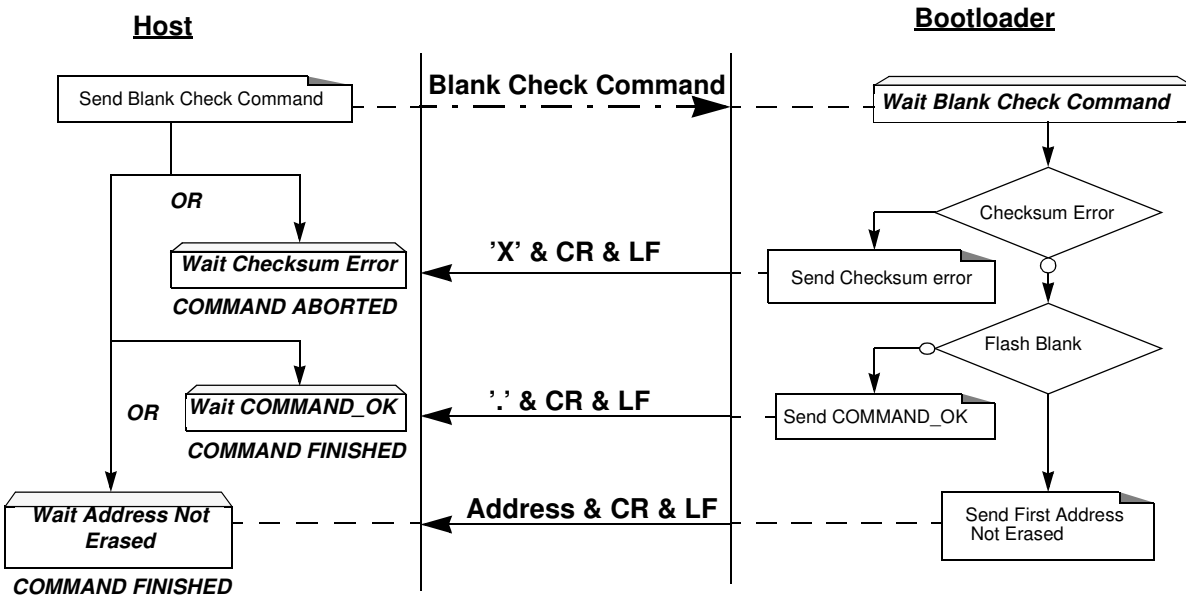 Host
Bootloader
Send Blank Check Command
Blank Check Command
Wait Blank Check Command
OR
Checksum Error
Wait Checksum Error
’X’ & CR & LF
Send Checksum error
COMMAND ABORTED
Flash Blank
OR
Wait COMMAND_OK
’.’ & CR & LF
Send COMMAND_OK
COMMAND FINISHED
Wait Address Not
Erased
Address & CR & LF
Send First Address
Not Erased
COMMAND FINISHED